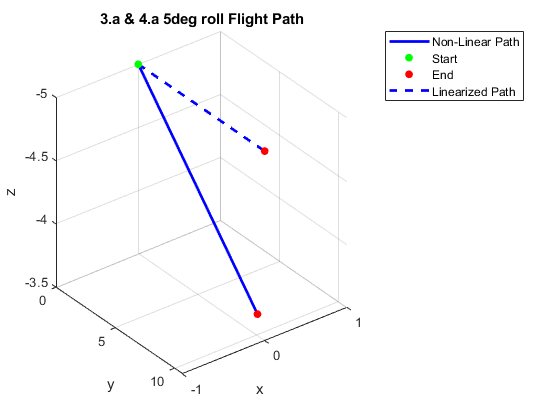 3.a & 4.a 5deg roll Flight Path
Non-Linear Path
Start
End
Linearized Path
-5
-4.5
-4
-3.5
z
0
5
10
y
-1
0
1
x